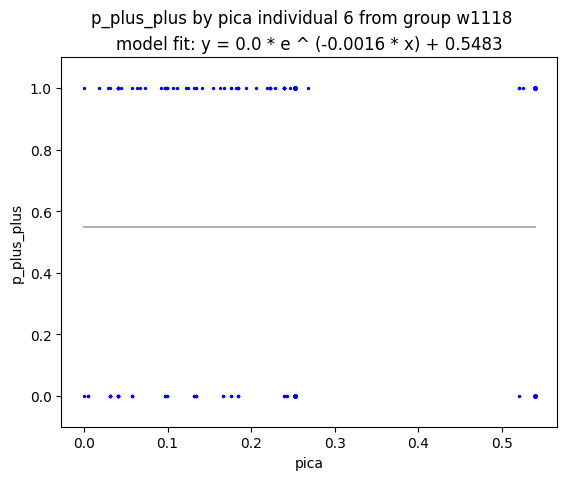 p_plus_plus by pica individual 6 from group w1118
model fit: y = 0.0 * e ^ (-0.0016 * x) + 0.5483
1.0
0.8
0.6
0.4
0.2
0.0
p_plus_plus
0.0 0.1 0.2 0.3 0.4 0.5
pica